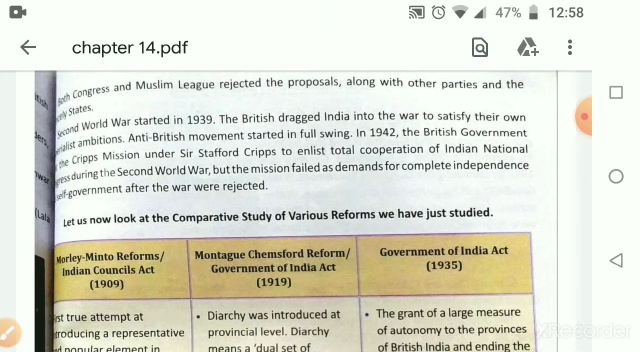 47% 12:58
chapter 14.pdf
Both Congress and Muslim League rejected the proposals, along with other parties and the
States.
Second World War started in 1939. The British dragged India into the war to satisfy their own
ambitions. Anti-British movement started in full swing. In 1942, the British Government
the Cripps Mission under Sir Stafford Cripps to enlist total cooperation of Indian National
during the Second World War, but the mission failed as demands for complete independence
self-government after the war were rejected.
(Lala
Let us now look at the Comparative Study of Various Reforms we have just studied.
Morley-Minto Reforms/
Indian Councils Act
(1909)
Montague Chemsford Reform/
Government of India Act
(1919)
Government of India Act
(1935)
First true attempt at
introducing a representative
popular element in
• Diarchy was introduced at
provincial level. Diarchy
means a 'dual set of
• The grant of a large measure
of autonomy to the provinces
of British India and ending the
XRecorder